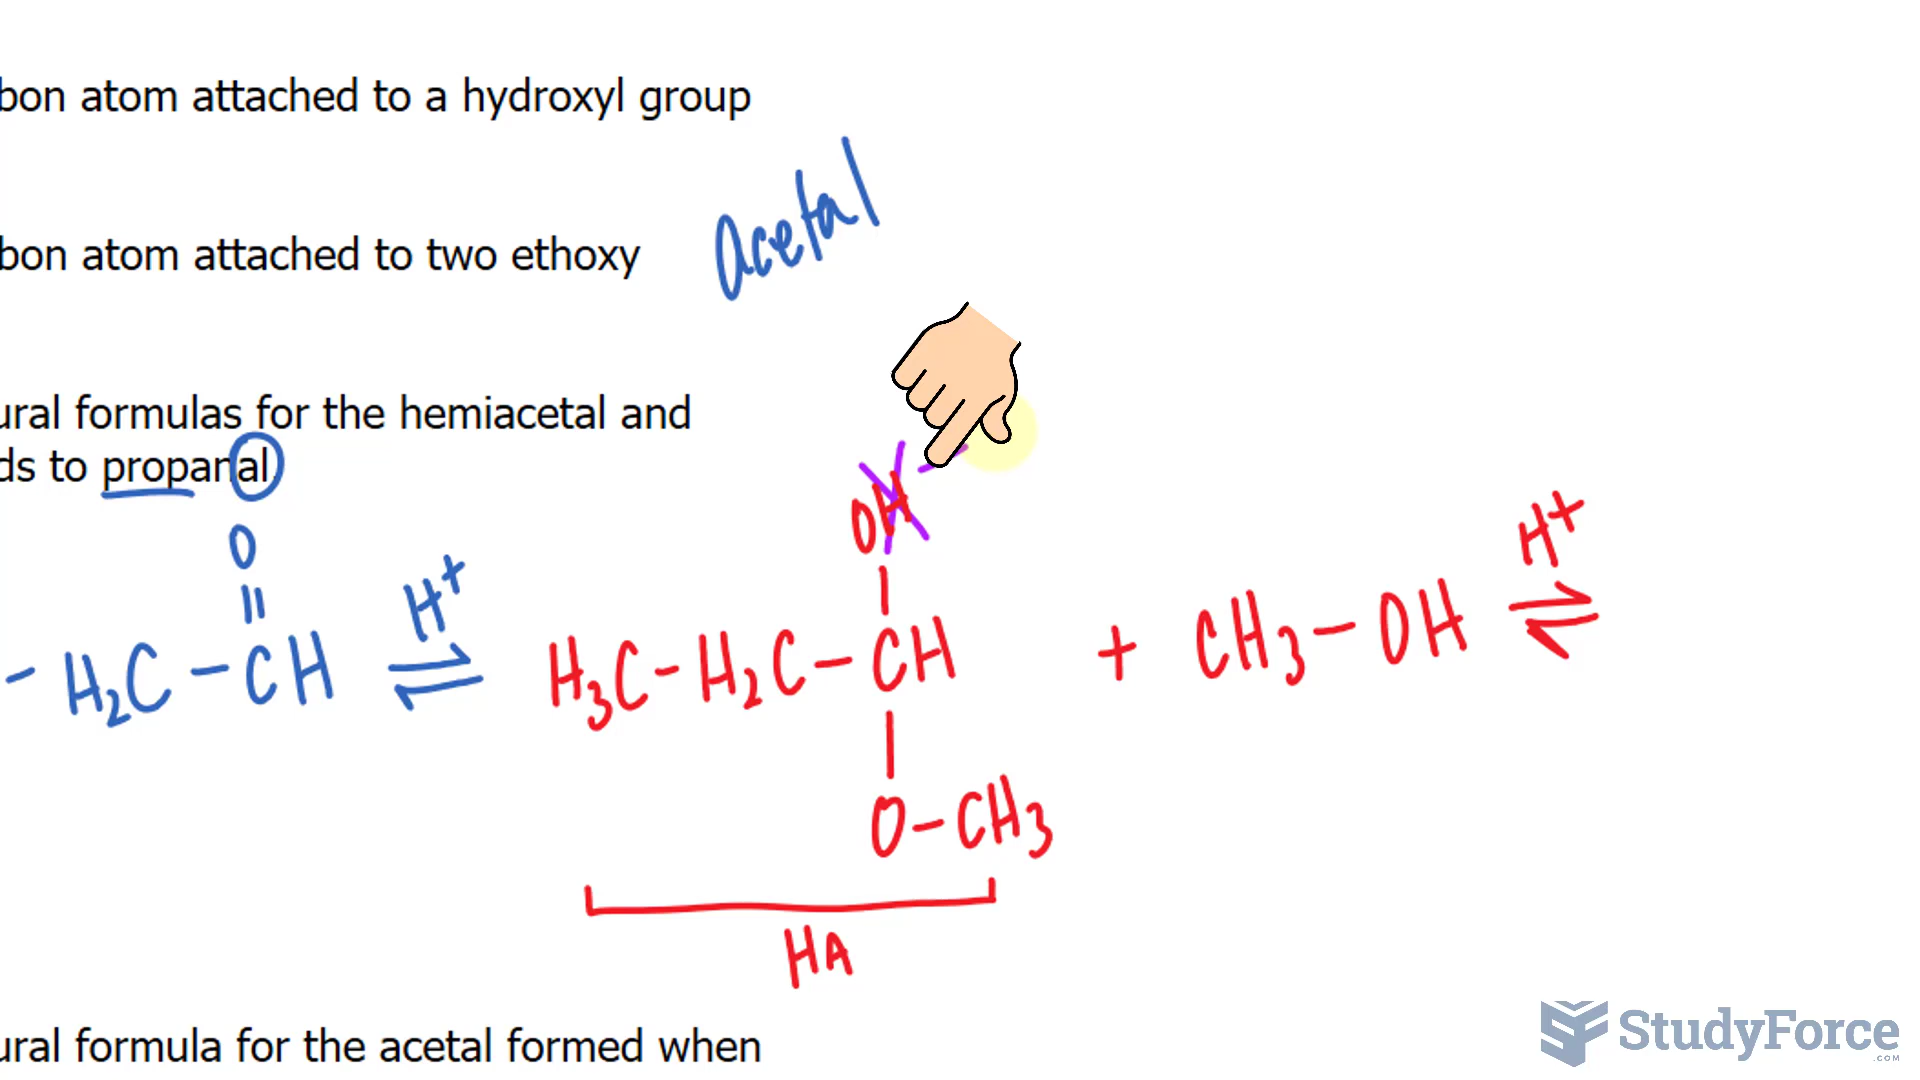 bon atom attached to a hydroxyl group
acetal
bon atom attached to two ethoxy
ural formulas for the hemiacetal and
ds to propanal.
O
||
– H₂C – CH
H⁺ ⇌
OH
|
H₃C – H₂C – CH
|
O – CH₃
HA
+ CH₃ – OH
H⁺ ⇌
ural formula for the acetal formed when
StudyForce
.COM